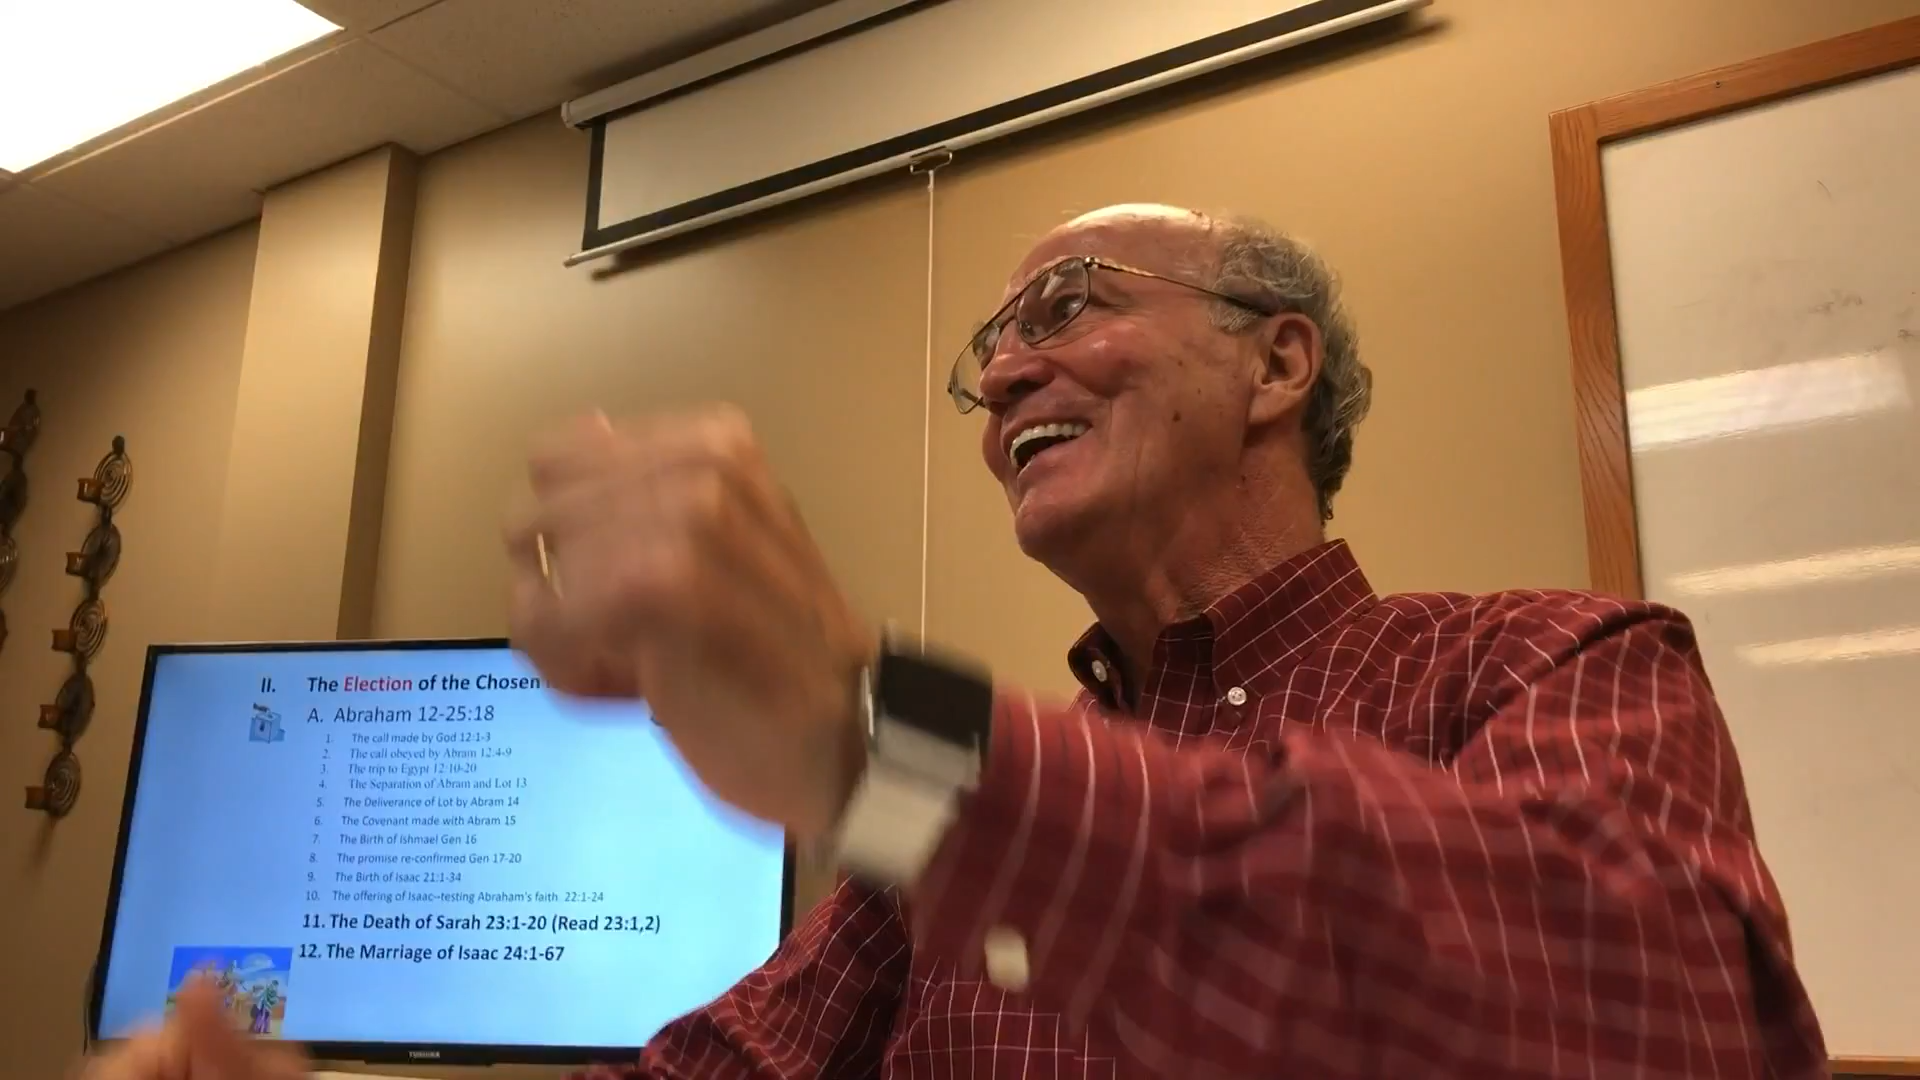 II. The Election of the Chosen
A. Abraham 12-25:18
1. The call made by God 12:1-3
2. The call obeyed by Abram 12:4-9
3. The trip to Egypt 12:10-20
4. The Separation of Abram and Lot 13
5. The Deliverance of Lot by Abram 14
6. The Covenant made with Abram 15
7. The Birth of Ishmael Gen 16
8. The promise re-confirmed Gen 17-20
9. The Birth of Isaac 21:1-34
10. The offering of Isaac--testing Abraham's faith 22:1-24
11. The Death of Sarah 23:1-20 (Read 23:1,2)
12. The Marriage of Isaac 24:1-67
TOSHIBA